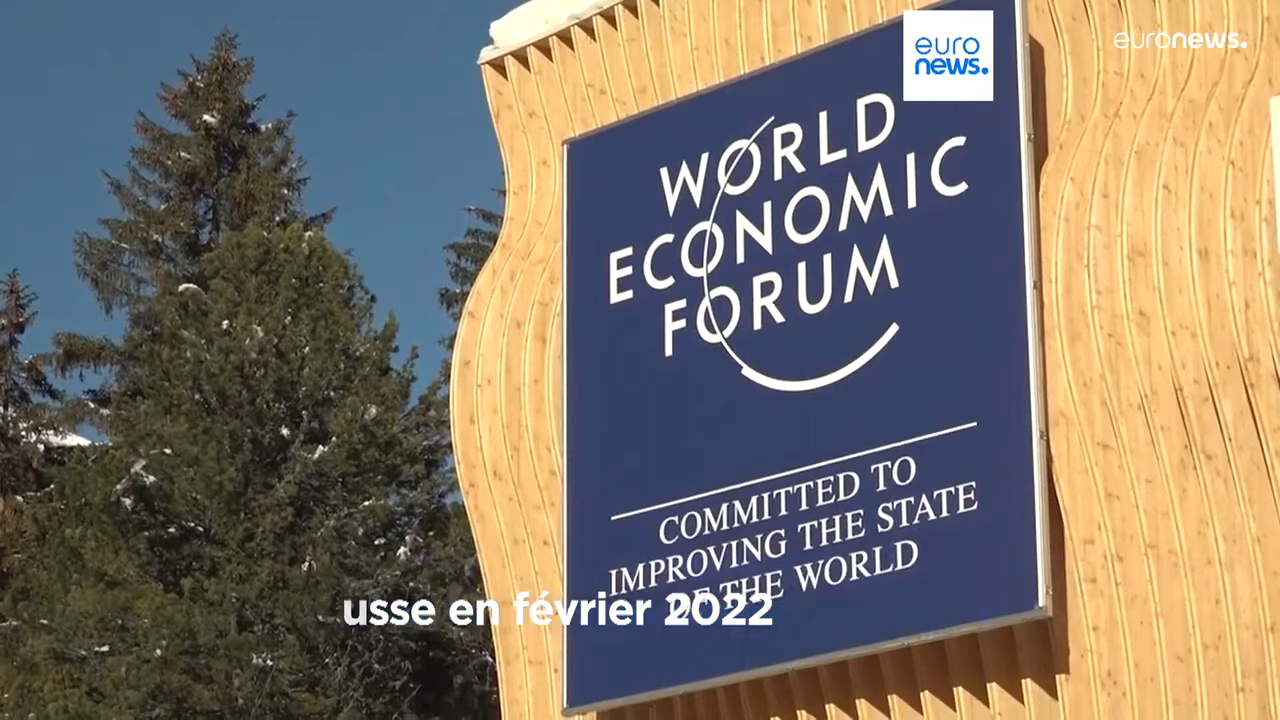 euronews.
euro
news.
WORLD
ECONOMIC
FORUM
COMMITTED TO
IMPROVING THE STATE
OF THE WORLD
usse en février 2022